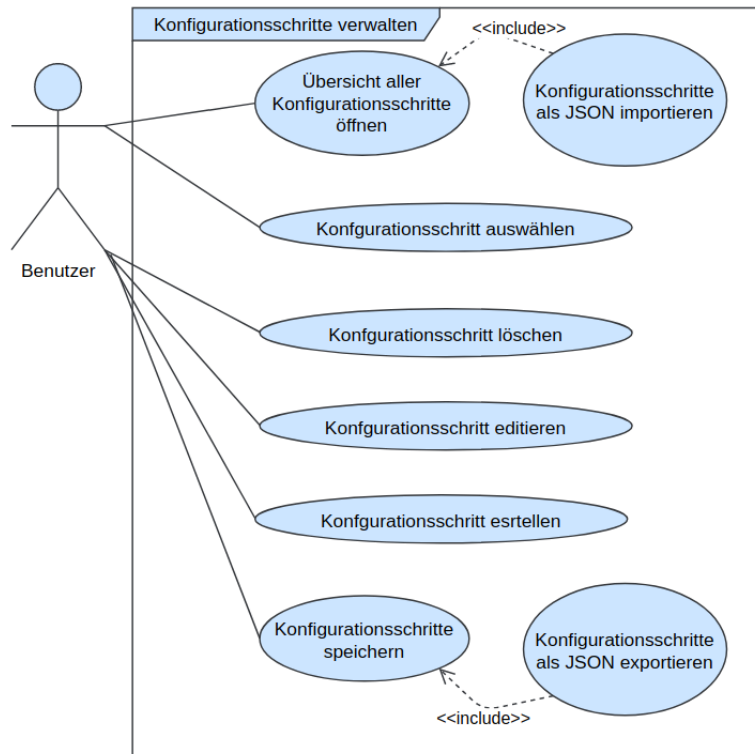 Konfigurationsschritte verwalten
<<include>>
Übersicht aller
Konfigurationsschritte
öffnen
Konfigurationsschritte
als JSON importieren
Konfgurationsschritt auswählen
Benutzer
Konfgurationsschritt löschen
Konfgurationsschritt editieren
Konfgurationsschritt esrtellen
Konfigurationsschritte
speichern
Konfigurationsschritte
als JSON exportieren
<<include>>